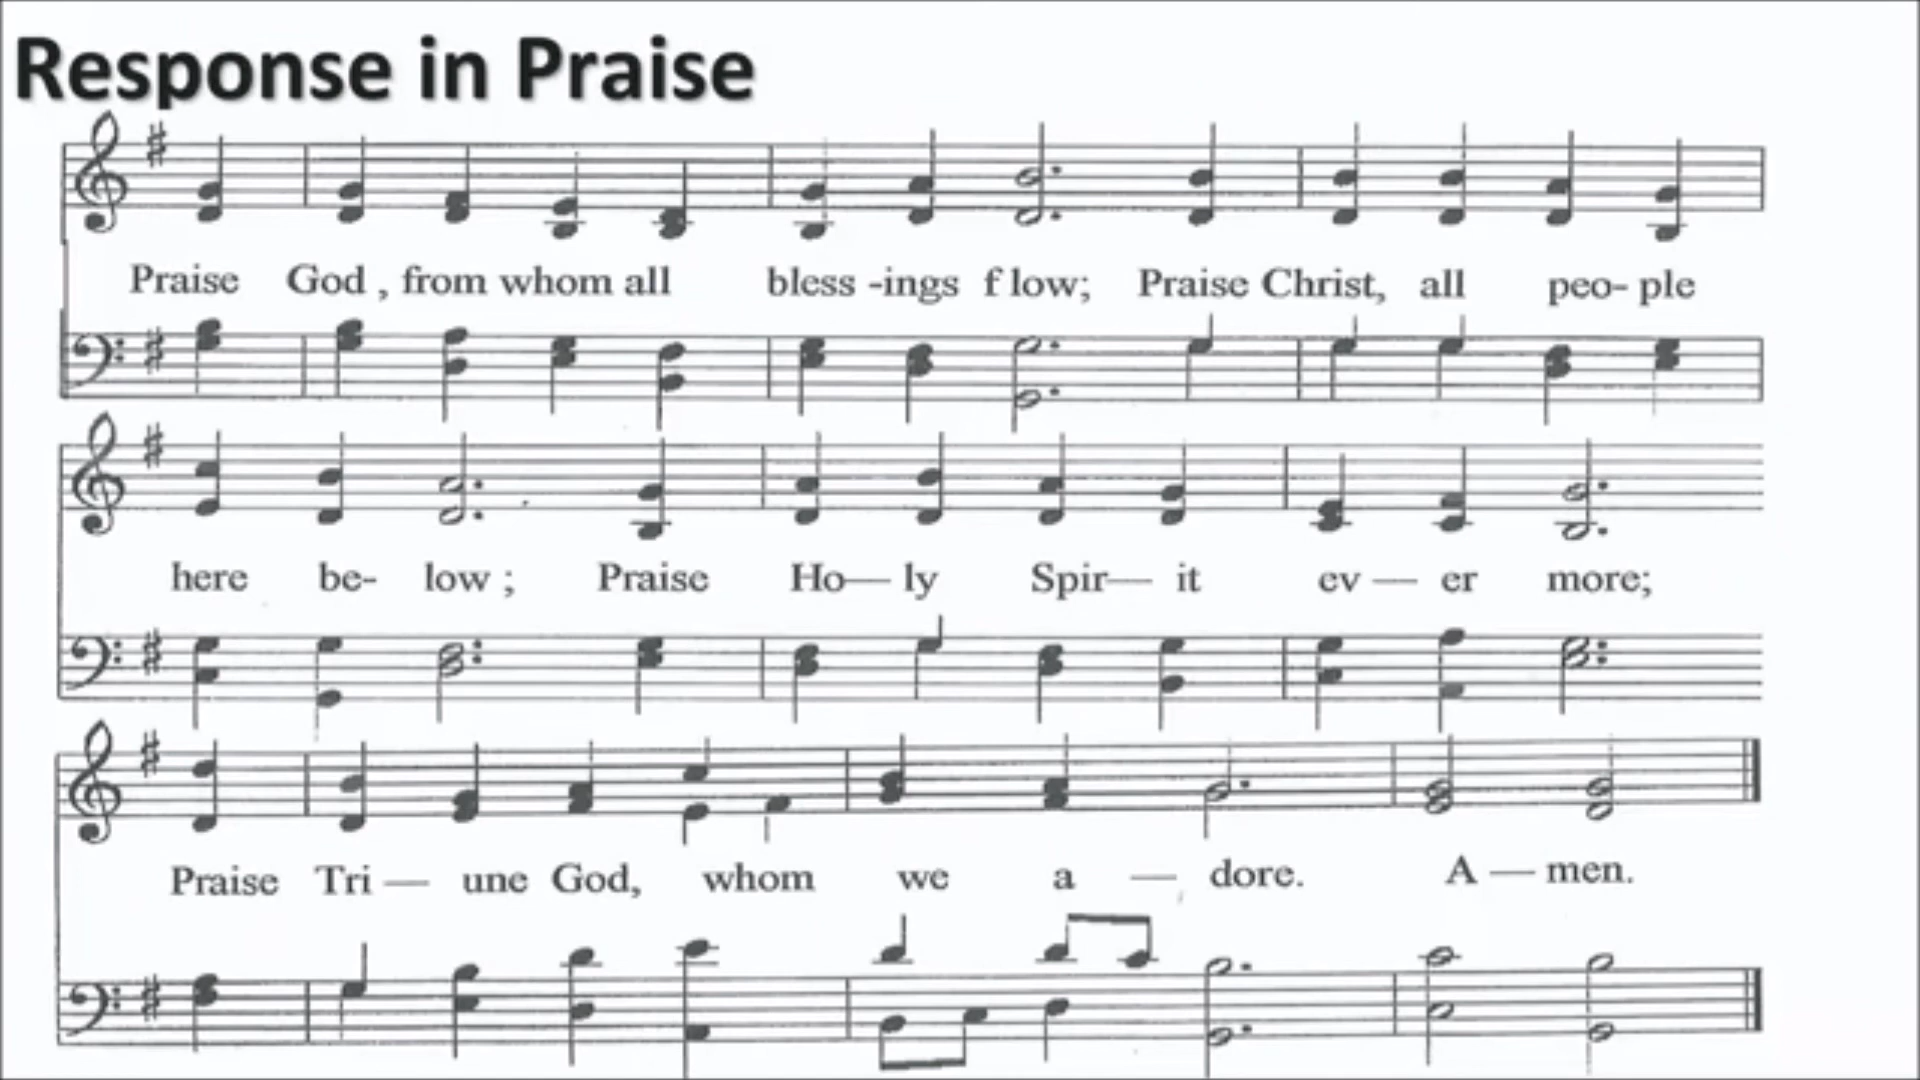 Response in Praise
Praise God , from whom all bless -ings f low; Praise Christ, all peo- ple
here be- low ; Praise Ho— ly Spir— it ev — er more;
Praise Tri — une God, whom we a — dore. A — men.